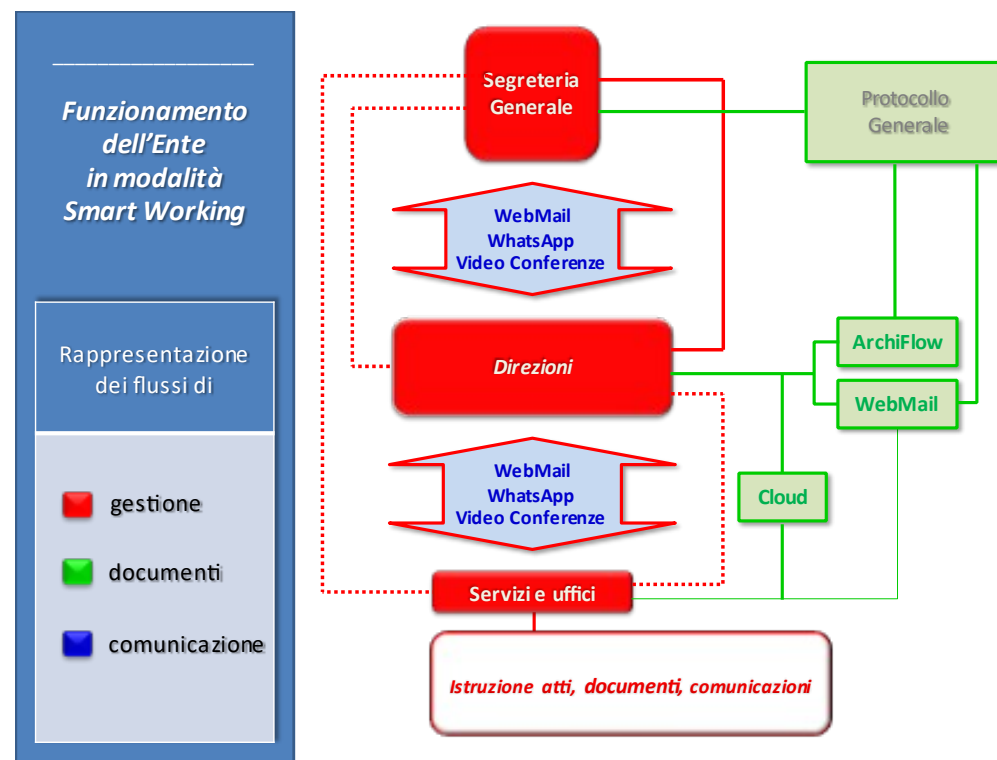 Funzionamento
dell'Ente
in modalità
Smart Working
Rappresentazione
dei flussi di
gestione
documenti
comunicazione
Segreteria
Generale
Protocollo
Generale
WebMail
WhatsApp
Video Conferenze
Direzioni
ArchiFlow
WebMail
WebMail
WhatsApp
Video Conferenze
Cloud
Servizi e uffici
Istruzione atti, documenti, comunicazioni